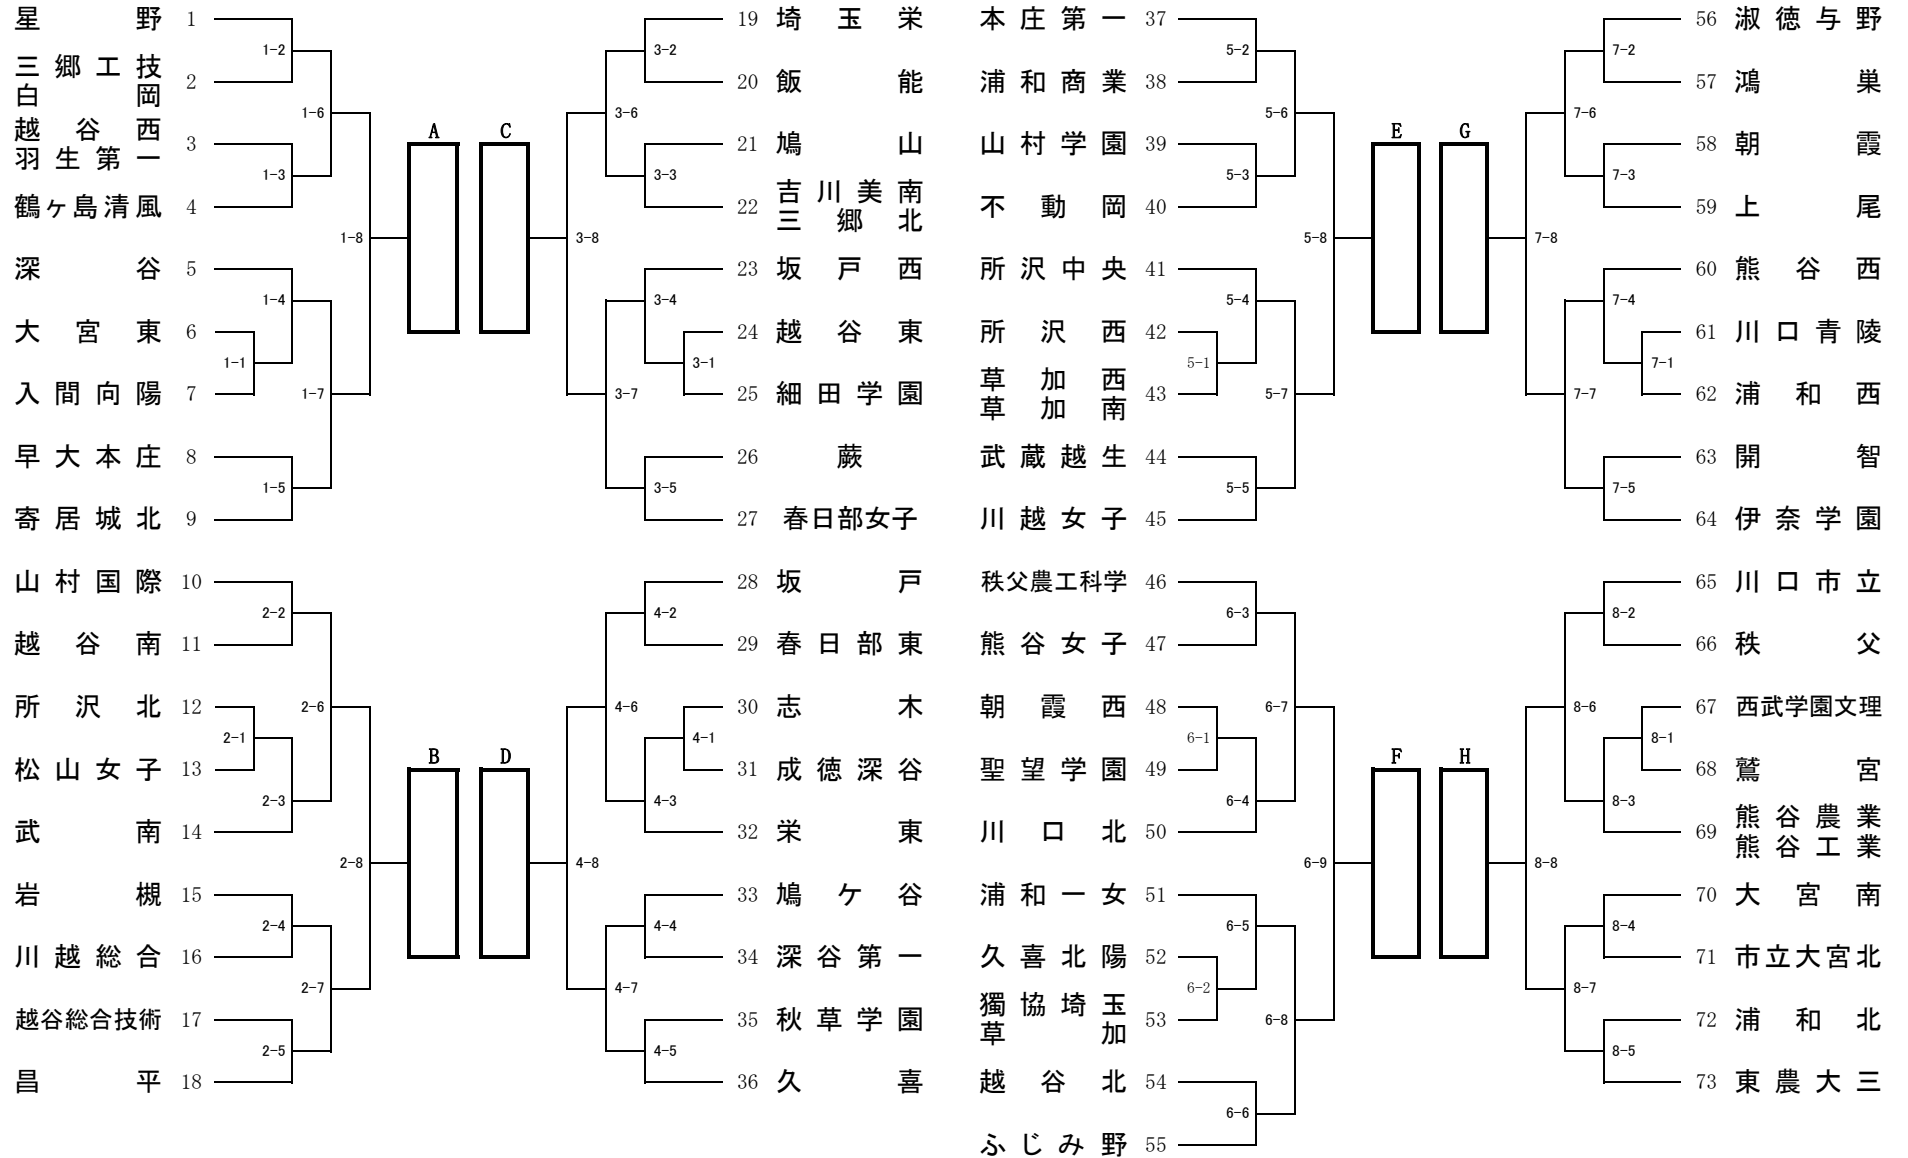 星野 1
1-2
三郷工技
白岡 2
1-6
越谷西
羽生第一 3
1-3
鶴ヶ島清風 4
1-8
深谷 5
1-4
大宮東 6
1-1
入間向陽 7
1-7
早大本庄 8
1-5
寄居城北 9
A
山村国際 10
2-2
越谷南 11
所沢北 12
2-6
2-1
松山女子 13
2-3
武南 14
2-8
岩槻 15
2-4
川越総合 16
2-7
越谷総合技術 17
2-5
昌平 18
B
C
19 埼玉栄
3-2
20 飯能
3-6
21 鳩山
3-3
22 吉川美南
三郷北
3-8
23 坂戸西
3-4
24 越谷東
3-1
25 細田学園
3-7
26 蕨
3-5
27 春日部女子
D
28 坂戸
4-2
29 春日部東
30 志木
4-6
4-1
31 成徳深谷
4-3
32 栄東
4-8
33 鳩ケ谷
4-4
34 深谷第一
4-7
35 秋草学園
4-5
36 久喜
本庄第一 37
5-2
浦和商業 38
5-6
山村学園 39
5-3
不動岡 40
5-8
所沢中央 41
5-4
所沢西 42
5-1
草加西
草加南 43
5-7
武蔵越生 44
5-5
川越女子 45
E
秩父農工科学 46
6-3
熊谷女子 47
朝霞西 48
6-7
6-1
聖望学園 49
6-4
川口北 50
6-9
浦和一女 51
6-5
久喜北陽 52
6-2
獨協埼玉
草加 53
6-8
越谷北 54
6-6
ふじみ野 55
F
G
56 淑徳与野
7-2
57 鴻巣
7-6
58 朝霞
7-3
59 上尾
7-8
60 熊谷西
7-4
61 川口青陵
7-1
62 浦和西
7-7
63 開智
7-5
64 伊奈学園
H
65 川口市立
8-2
66 秩父
67 西武学園文理
8-6
8-1
68 鷲宮
8-3
69 熊谷農業
熊谷工業
8-8
70 大宮南
8-4
71 市立大宮北
8-7
72 浦和北
8-5
73 東農大三